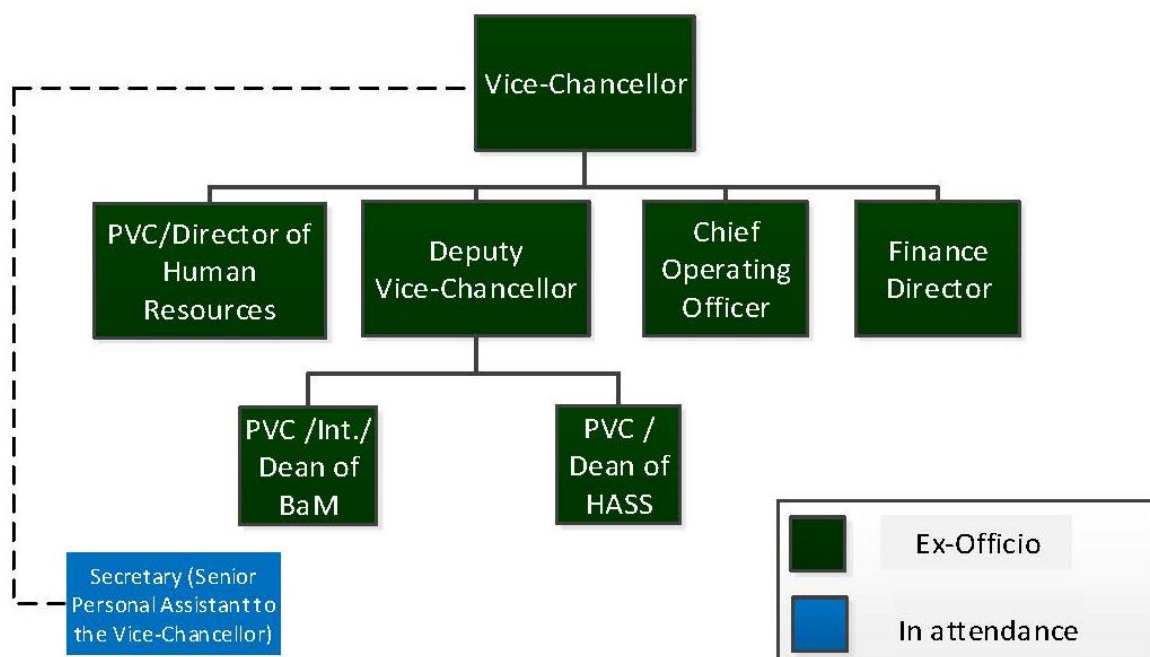 Vice-Chancellor
PVC/Director of
Human
Resources
Deputy
Vice-Chancellor
Chief
Operating
Officer
Finance
Director
PVC /Int./
Dean of
BaM
PVC /
Dean of
HASS
Secretary (Senior
Personal Assistant to
the Vice-Chancellor)
Ex-Officio
In attendance